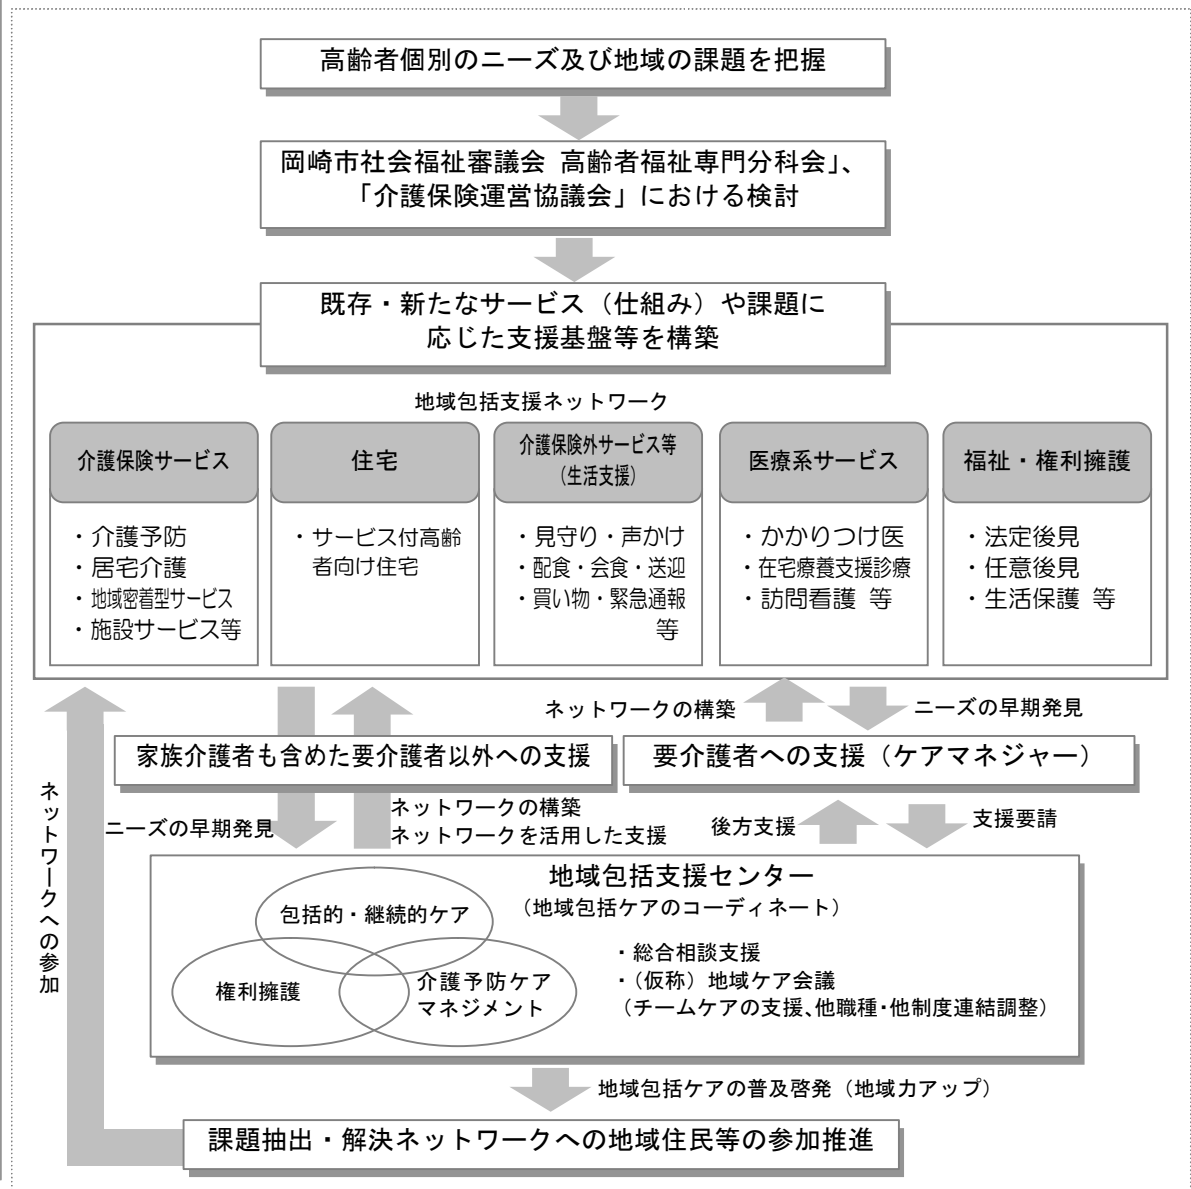 高齢者個別のニーズ及び地域の課題を把握
岡崎市社会福祉審議会 高齢者福祉専門分科会」、
「介護保険運営協議会」における検討
既存・新たなサービス（仕組み）や課題に
応じた支援基盤等を構築
地域包括支援ネットワーク
介護保険サービス
・介護予防
・居宅介護
・地域密着型サービス
・施設サービス等
住宅
・サービス付高齢
者向け住宅
介護保険外サービス等
（生活支援）
・見守り・声かけ
・配食・会食・送迎
・買い物・緊急通報
等
医療系サービス
・かかりつけ医
・在宅療養支援診療
・訪問看護 等
福祉・権利擁護
・法定後見
・任意後見
・生活保護 等
ネットワークの構築
ニーズの早期発見
家族介護者も含めた要介護者以外への支援
要介護者への支援（ケアマネジャー）
ニーズの早期発見
ネットワークの構築
ネットワークを活用した支援
後方支援
支援要請
ネットワークへの参加
地域包括支援センター
（地域包括ケアのコーディネート）
包括的・継続的ケア
権利擁護
介護予防ケア
マネジメント
・総合相談支援
・（仮称）地域ケア会議
（チームケアの支援、他職種・他制度連結調整）
地域包括ケアの普及啓発（地域力アップ）
課題抽出・解決ネットワークへの地域住民等の参加推進